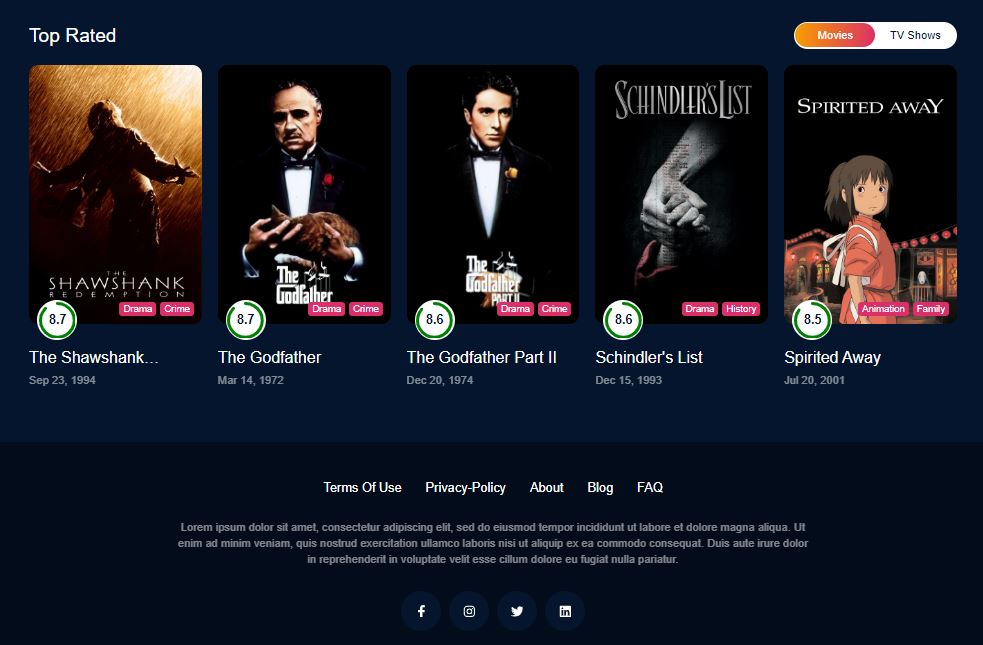 Top Rated
Movies
TV Shows
THE
SHAWSHANK
REDEMPTION
The
Godfather
The
Godfather
PART II
SCHINDLER'S LIST
SPIRITED AWAY
8.7
Drama
Crime
8.7
Drama
Crime
8.6
Drama
Crime
8.6
Drama
History
8.5
Animation
Family
The Shawshank...
The Godfather
The Godfather Part II
Schindler's List
Spirited Away
Sep 23, 1994
Mar 14, 1972
Dec 20, 1974
Dec 15, 1993
Jul 20, 2001
Terms Of Use
Privacy-Policy
About
Blog
FAQ
Lorem ipsum dolor sit amet, consectetur adipiscing elit, sed do eiusmod tempor incididunt ut labore et dolore magna aliqua. Ut
enim ad minim veniam, quis nostrud exercitation ullamco laboris nisi ut aliquip ex ea commodo consequat. Duis aute irure dolor
in reprehenderit in voluptate velit esse cillum dolore eu fugiat nulla pariatur.